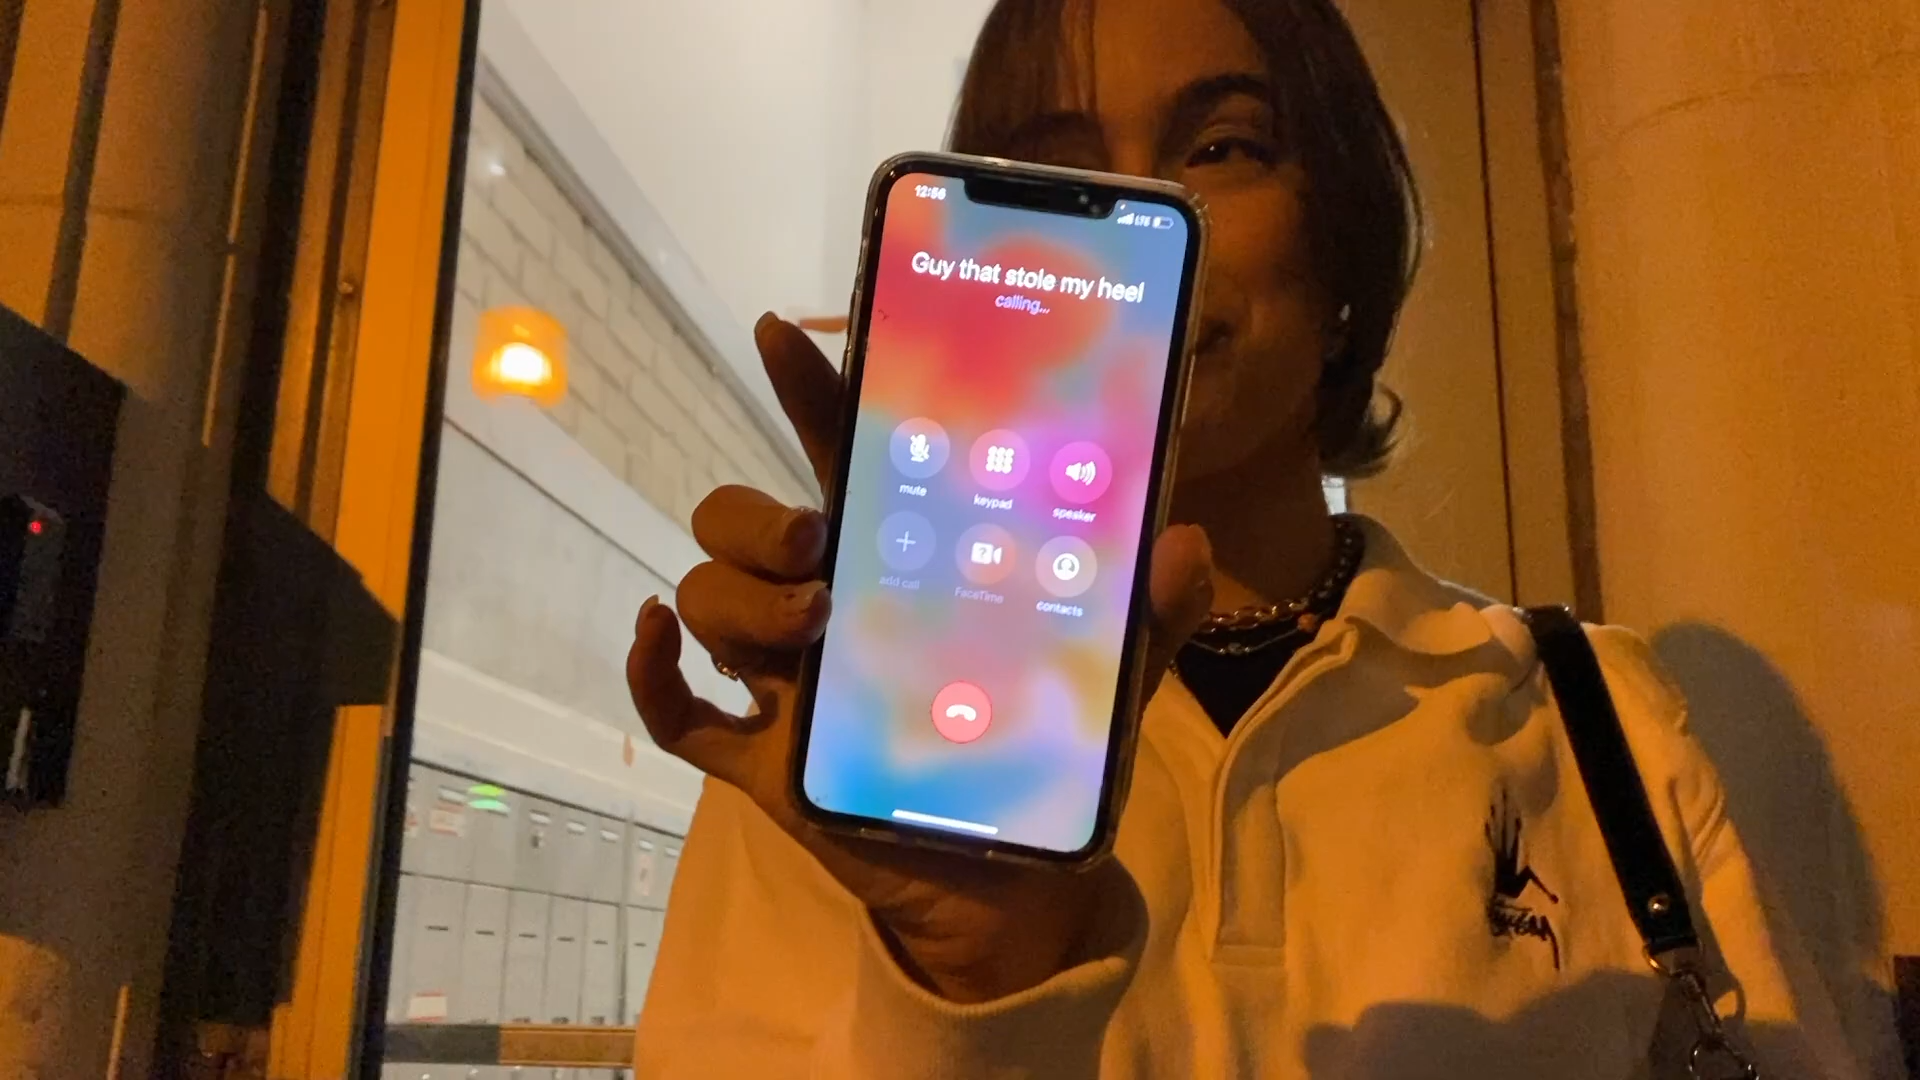 12:56
LTE
Guy that stole my heel
calling...
mute
keypad
speaker
add call
FaceTime
contacts